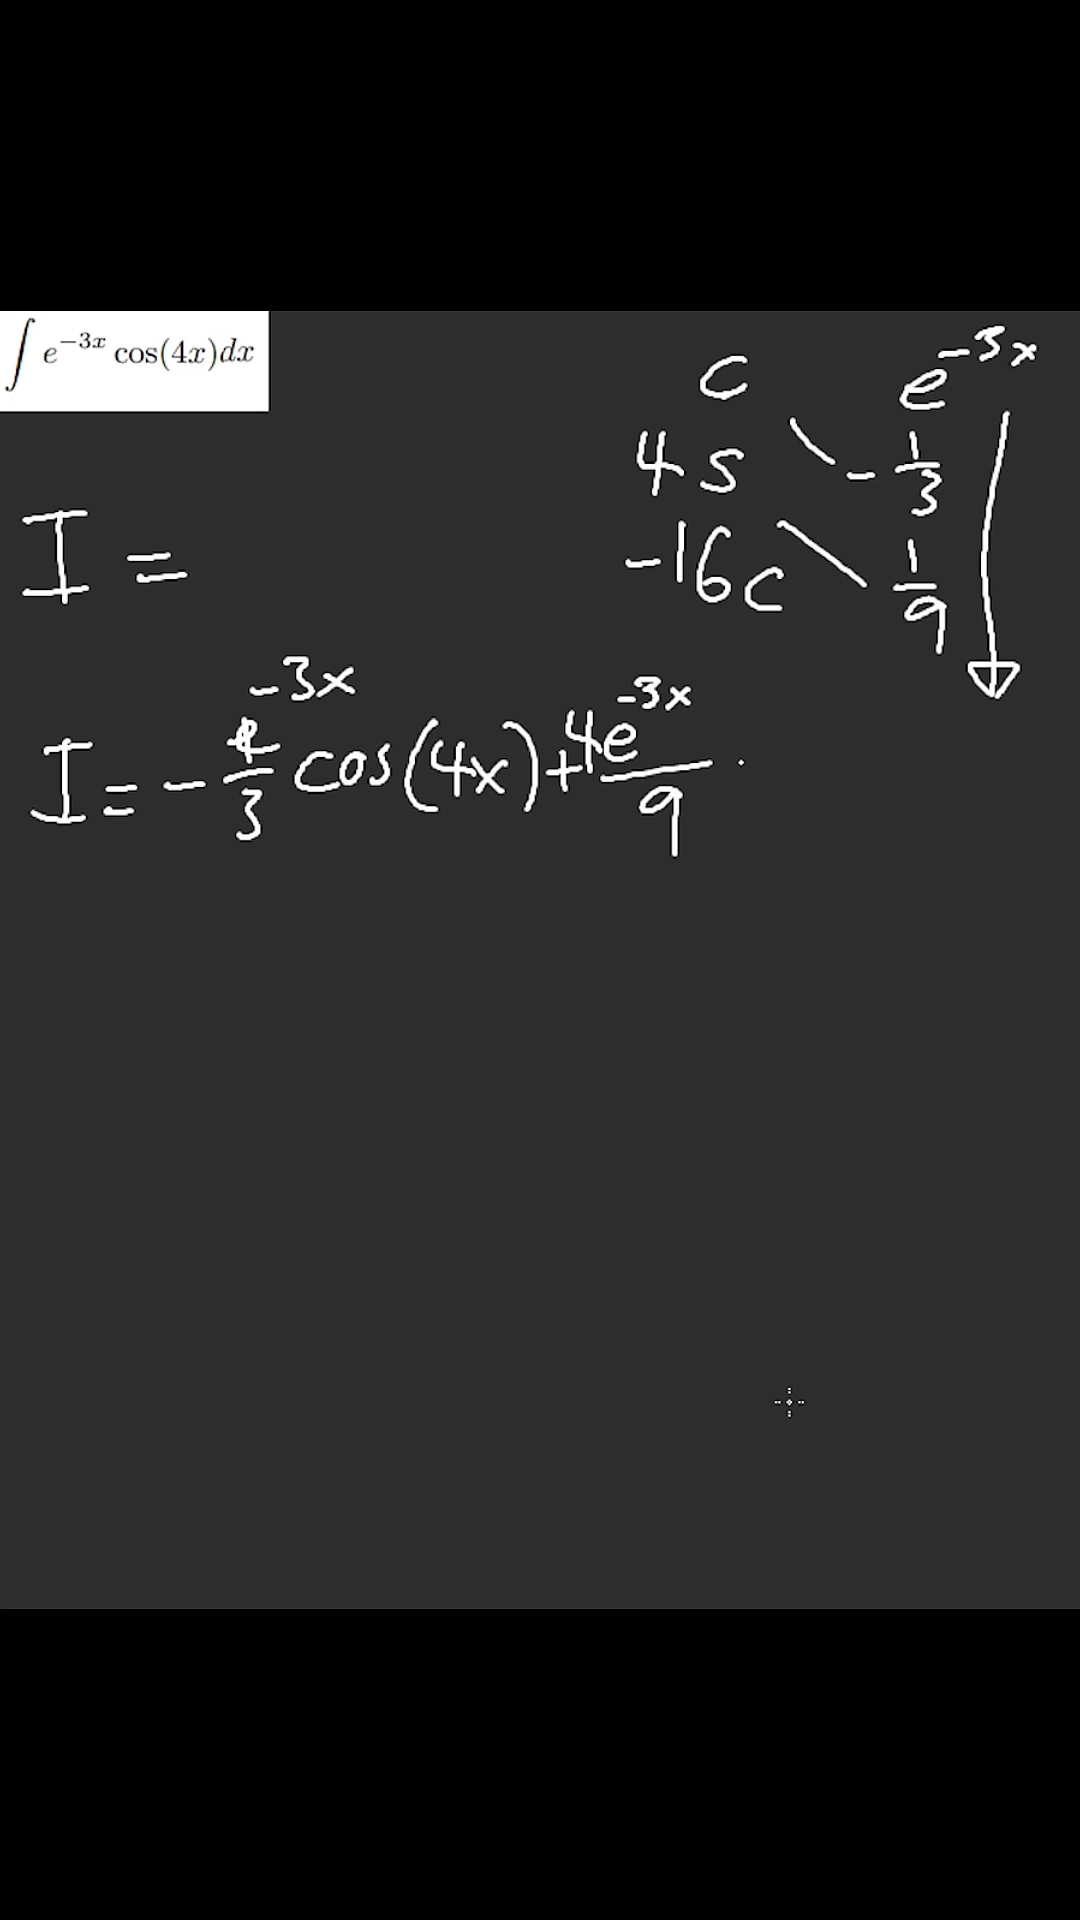 ∫ e^{-3x} cos(4x)dx
c e^{-3x}
4s -1/3
-16c 1/9
I =
I = -e^{-3x}/3 cos(4x) + 4e^{-3x}/9